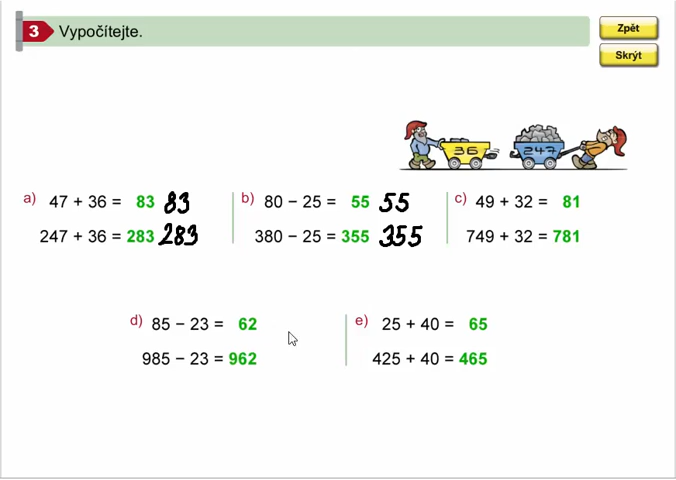 3 Vypočítejte.
Zpět
Skrýt
36 247
a) 47 + 36 = 83 83
247 + 36 = 283 283
b) 80 − 25 = 55 55
380 − 25 = 355 355
c) 49 + 32 = 81
749 + 32 = 781
d) 85 − 23 = 62
985 − 23 = 962
e) 25 + 40 = 65
425 + 40 = 465